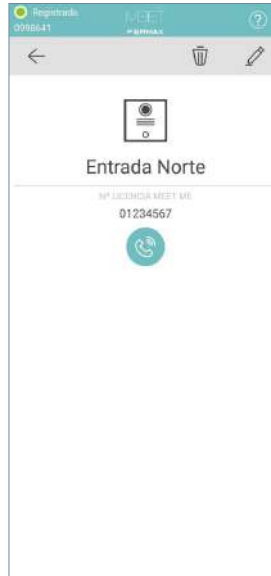 Registrado
0098641
MEET
FERMAX
Entrada Norte
Nº LICENCIA MEET ME
01234567